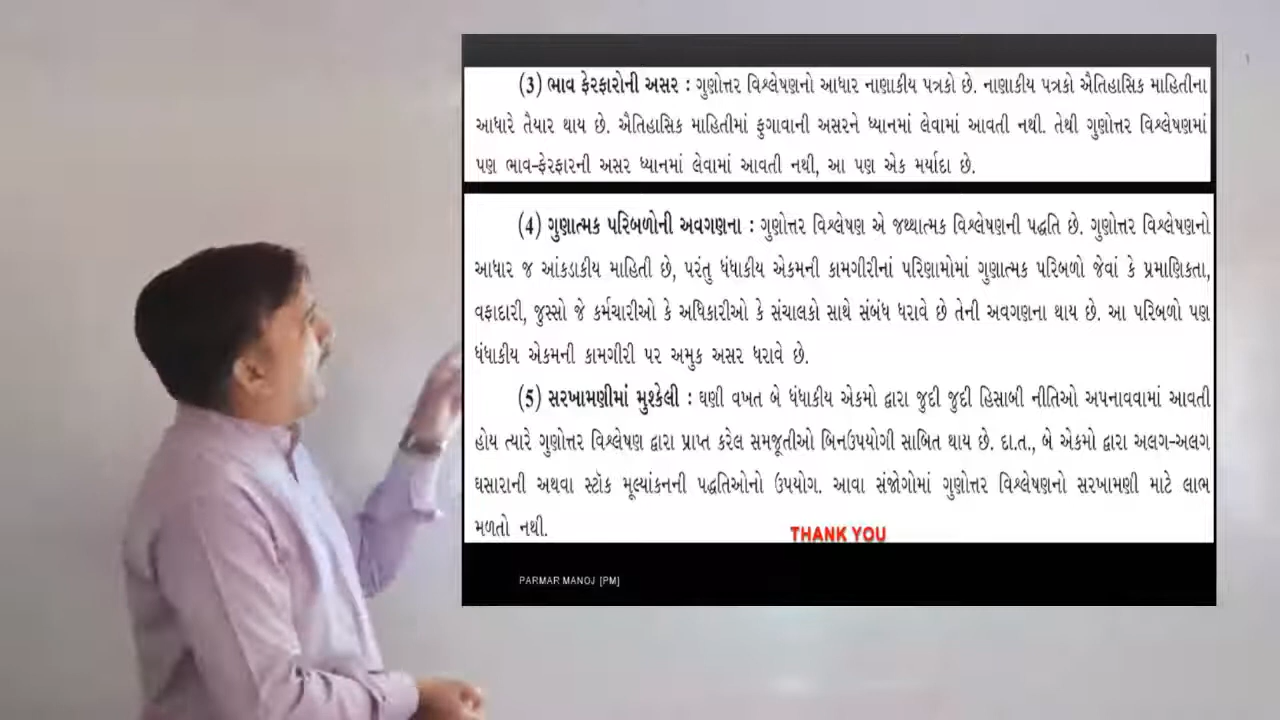 (3) ભાવ ફેરફારોની અસર : ગુણોત્તર વિશ્લેષણનો આધાર નાણાકીય પત્રકો છે. નાણાકીય પત્રકો ઐતિહાસિક માહિતીના
આધારે તૈયાર થાય છે. ઐતિહાસિક માહિતીમાં ફુગાવાની અસરને ધ્યાનમાં લેવામાં આવતી નથી. તેથી ગુણોત્તર વિશ્લેષણમાં
પણ ભાવ-ફેરફારની અસર ધ્યાનમાં લેવામાં આવતી નથી, આ પણ એક મર્યાદા છે.
(4) ગુણાત્મક પરિબળોની અવગણના : ગુણોત્તર વિશ્લેષણ એ જથ્થાત્મક વિશ્લેષણની પદ્ધતિ છે. ગુણોત્તર વિશ્લેષણનો
આધાર જ આંકડાકીય માહિતી છે, પરંતુ ધંધાકીય એકમની કામગીરીનાં પરિણામોમાં ગુણાત્મક પરિબળો જેવાં કે પ્રમાણિકતા,
વફાદારી, જુસ્સો જે કર્મચારીઓ કે અધિકારીઓ કે સંચાલકો સાથે સંબંધ ધરાવે છે તેની અવગણના થાય છે. આ પરિબળો પણ
ધંધાકીય એકમની કામગીરી પર અમુક અસર ધરાવે છે.
(5) સરખામણીમાં મુશ્કેલી : ઘણી વખત બે ધંધાકીય એકમો દ્વારા જુદી જુદી હિસાબી નીતિઓ અપનાવવામાં આવતી
હોય ત્યારે ગુણોત્તર વિશ્લેષણ દ્વારા પ્રાપ્ત કરેલ સમજૂતીઓ બિનઉપયોગી સાબિત થાય છે. દા.ત., બે એકમો દ્વારા અલગ-અલગ
ઘસારાની અથવા સ્ટૉક મૂલ્યાંકનની પદ્ધતિઓનો ઉપયોગ. આવા સંજોગોમાં ગુણોત્તર વિશ્લેષણનો સરખામણી માટે લાભ
મળતો નથી.
THANK YOU
PARMAR MANOJ [PM]